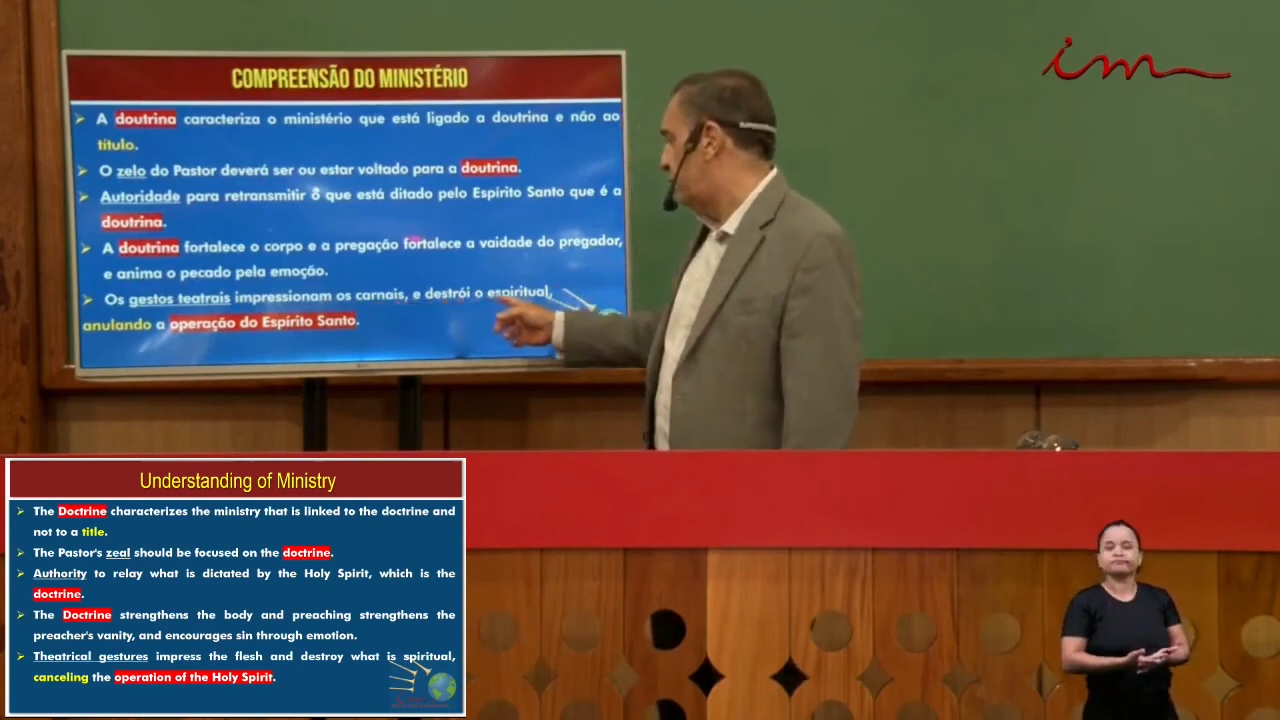 im
COMPREENSÃO DO MINISTÉRIO
A doutrina caracteriza o ministério que está ligado a doutrina e não ao
título.
O zelo do Pastor deverá ser ou estar voltado para a doutrina.
Autoridade para retransmitir o que está ditado pelo Espírito Santo que é a
doutrina.
A doutrina fortalece o corpo e a pregação fortalece a vaidade do pregador,
e anima o pecado pela emoção.
Os gestos teatrais impressionam os carnais, e destrói o espiritual,
anulando a operação do Espírito Santo.
Understanding of Ministry
The Doctrine characterizes the ministry that is linked to the doctrine and
not to a title.
The Pastor's zeal should be focused on the doctrine.
Authority to relay what is dictated by the Holy Spirit, which is the
doctrine.
The Doctrine strengthens the body and preaching strengthens the
preacher's vanity, and encourages sin through emotion.
Theatrical gestures impress the flesh and destroy what is spiritual,
canceling the operation of the Holy Spirit.